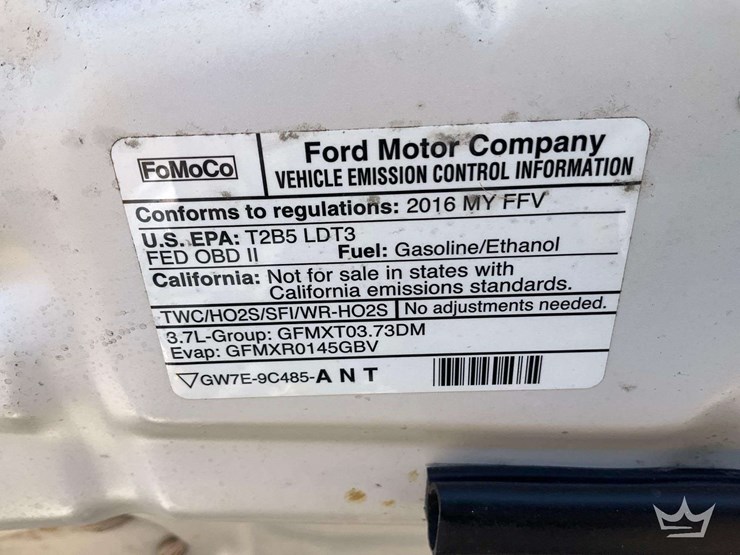 FoMoCo
Ford Motor Company
VEHICLE EMISSION CONTROL INFORMATION
Conforms to regulations: 2016 MY FFV
U.S. EPA: T2B5 LDT3
FED OBD II Fuel: Gasoline/Ethanol
California: Not for sale in states with
California emissions standards.
TWC/HO2S/SFI/WR-HO2S No adjustments needed.
3.7L-Group: GFMXT03.73DM
Evap: GFMXR0145GBV
GW7E-9C485-A N T